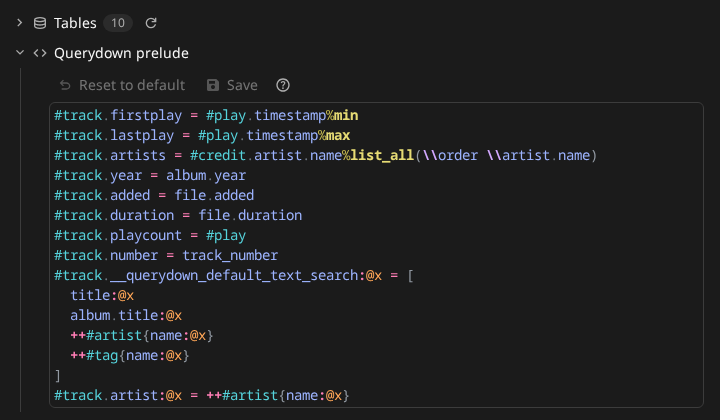 Tables 10
Querydown prelude
Reset to default Save
#track.firstplay = #play.timestamp%min
#track.lastplay = #play.timestamp%max
#track.artists = #credit.artist.name%list_all(\\order \\artist.name)
#track.year = album.year
#track.added = file.added
#track.duration = file.duration
#track.playcount = #play
#track.number = track_number
#track.__querydown_default_text_search:@x = [
  title:@x
  album.title:@x
  ++#artist{name:@x}
  ++#tag{name:@x}
]
#track.artist:@x = ++#artist{name:@x}